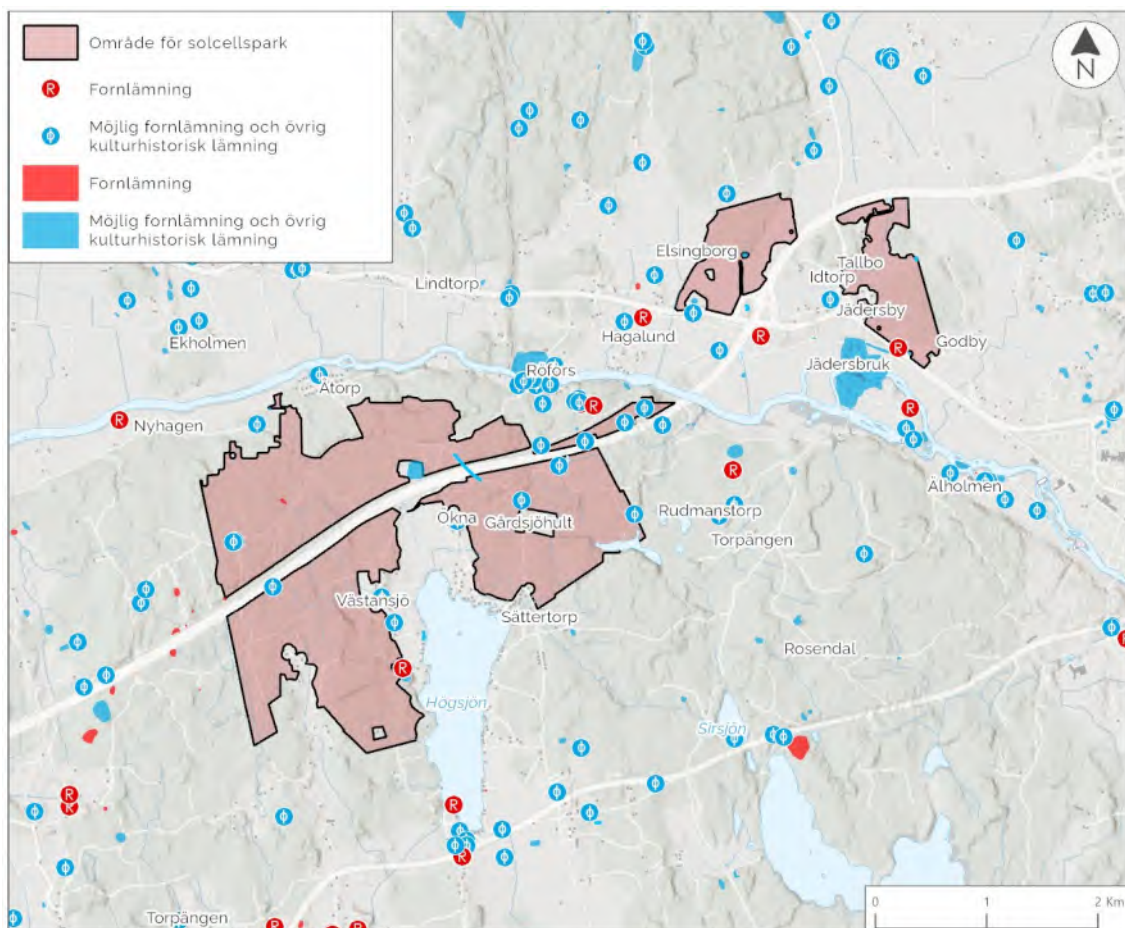 Område för solcellspark
R
Fornlämning
Möjlig fornlämning och övrig
kulturhistorisk lämning
Fornlämning
Möjlig fornlämning och övrig
kulturhistorisk lämning
N
Elsingborg
Tallbo
Idtorp
Lindtorp
Jädersby
Hagalund
Godby
Ekholmen
Rofors
Jädersbruk
Åtorp
Nyhagen
Älholmen
Okna
Gårdsjöhult
Rudmanstorp
Torpängen
Västansjö
Sättertorp
Rosendal
Högsjön
Sirsjön
Torpängen
0 1 2 Km